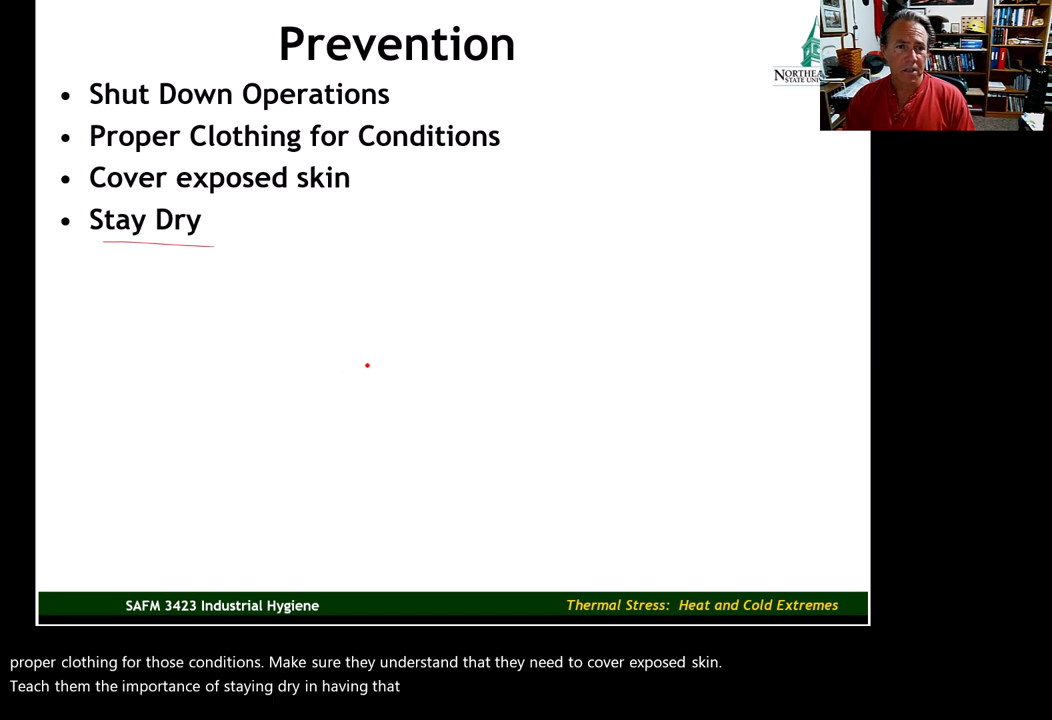 Prevention
• Shut Down Operations
• Proper Clothing for Conditions
• Cover exposed skin
• Stay Dry
SAFM 3423 Industrial Hygiene
Thermal Stress: Heat and Cold Extremes
proper clothing for those conditions. Make sure they understand that they need to cover exposed skin.
Teach them the importance of staying dry in having that